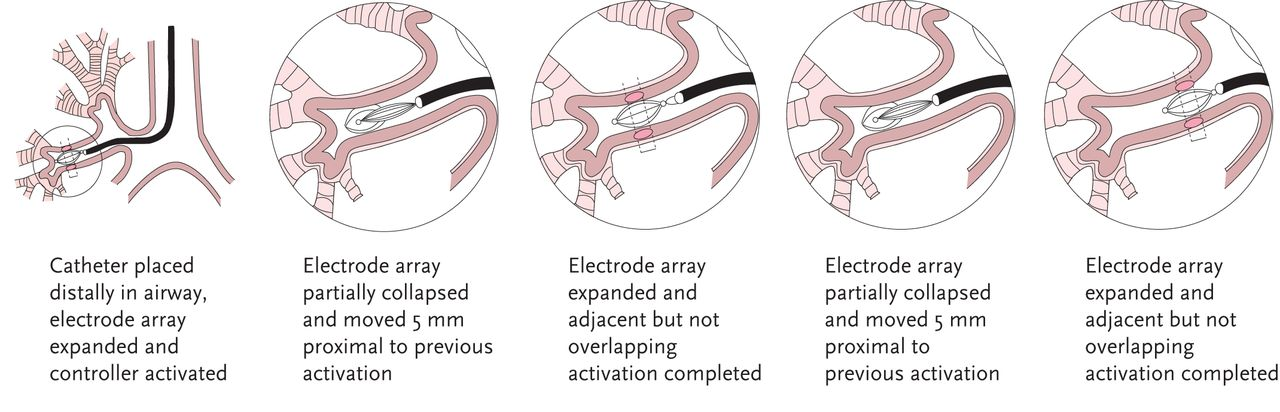 Catheter placed
distally in airway,
electrode array
expanded and
controller activated
Electrode array
partially collapsed
and moved 5 mm
proximal to previous
activation
Electrode array
expanded and
adjacent but not
overlapping
activation completed
Electrode array
partially collapsed
and moved 5 mm
proximal to
previous activation
Electrode array
expanded and
adjacent but not
overlapping
activation completed